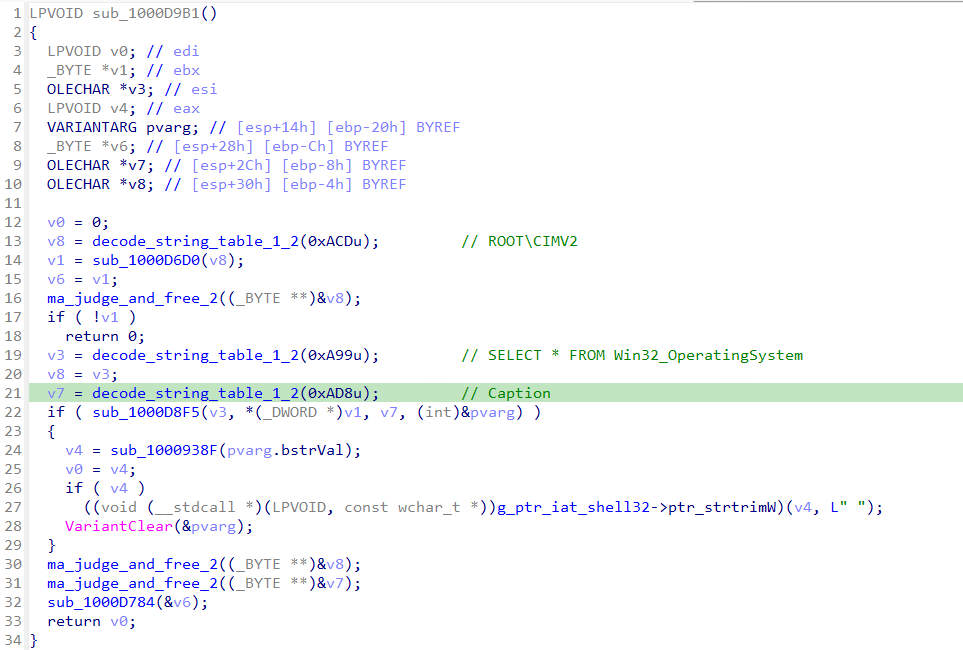 1 LPVOID sub_1000D9B1()
2 {
3 LPVOID v0; // edi
4 _BYTE *v1; // ebx
5 OLECHAR *v3; // esi
6 LPVOID v4; // eax
7 VARIANTARG pvarg; // [esp+14h] [ebp-20h] BYREF
8 _BYTE *v6; // [esp+28h] [ebp-Ch] BYREF
9 OLECHAR *v7; // [esp+2Ch] [ebp-8h] BYREF
10 OLECHAR *v8; // [esp+30h] [ebp-4h] BYREF
11
12 v0 = 0;
13 v8 = decode_string_table_1_2(0xACDu); // ROOT\CIMV2
14 v1 = sub_1000D6D0(v8);
15 v6 = v1;
16 ma_judge_and_free_2((_BYTE **)&v8);
17 if ( !v1 )
18 return 0;
19 v3 = decode_string_table_1_2(0xA99u); // SELECT * FROM Win32_OperatingSystem
20 v8 = v3;
21 v7 = decode_string_table_1_2(0xAD8u); // Caption
22 if ( sub_1000D8F5(v3, *(_DWORD *)v1, v7, (int)&pvarg) )
23 {
24 v4 = sub_1000938F(pvarg.bstrVal);
25 v0 = v4;
26 if ( v4 )
27 ((void (__stdcall *)(LPVOID, const wchar_t *))g_ptr_iat_shell32->ptr_strtrimW)(v4, L" ");
28 VariantClear(&pvarg);
29 }
30 ma_judge_and_free_2((_BYTE **)&v8);
31 ma_judge_and_free_2((_BYTE **)&v7);
32 sub_1000D784(&v6);
33 return v0;
34 }